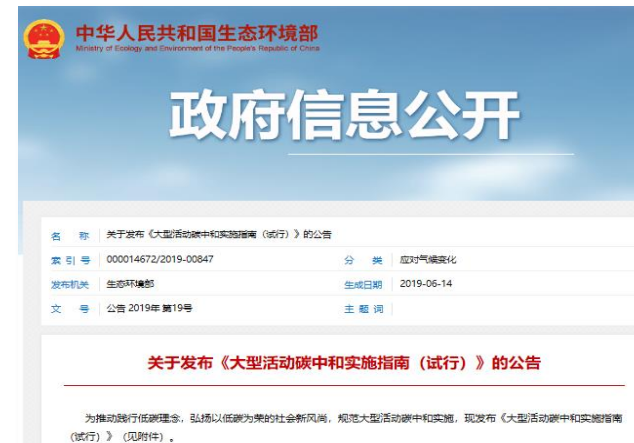 中华人民共和国生态环境部
Ministry of Ecology and Environment of the People's Republic of China
政府信息公开
名 称 关于发布《大型活动碳中和实施指南（试行）》的公告
索 引 号 000014672/2019-00847 分 类 应对气候变化
发布机关 生态环境部 生成日期 2019-06-14
文 号 公告 2019年 第19号 主 题 词
关于发布《大型活动碳中和实施指南（试行）》的公告
为推动践行低碳理念，弘扬以低碳为荣的社会新风尚，规范大型活动碳中和实施，现发布《大型活动碳中和实施指南
（试行）》（见附件）。